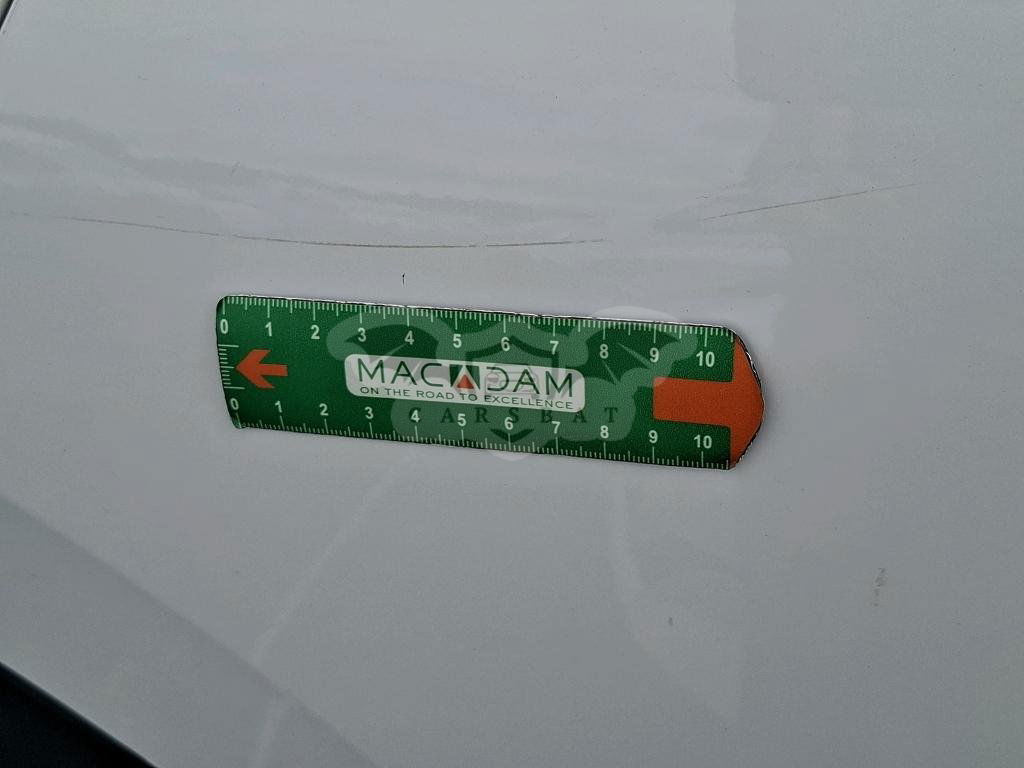 0 1 2 3 4 5 6 7 8 9 10
MACADAM
ON THE ROAD TO EXCELLENCE
CARSBAT
0 1 2 3 4 5 6 7 8 9 10